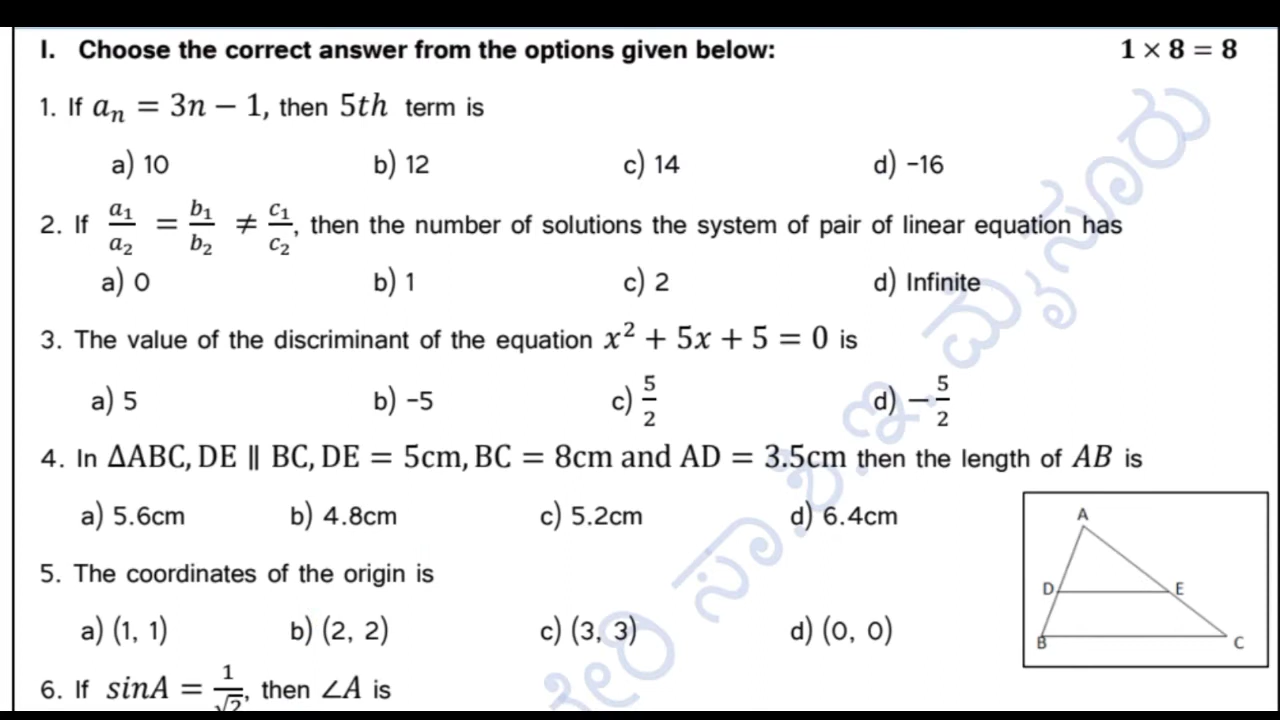 I. Choose the correct answer from the options given below: 1 × 8 = 8
1. If aₙ = 3n − 1, then 5th term is
a) 10 b) 12 c) 14 d) -16
2. If a₁/a₂ = b₁/b₂ ≠ c₁/c₂, then the number of solutions the system of pair of linear equation has
a) 0 b) 1 c) 2 d) Infinite
3. The value of the discriminant of the equation x² + 5x + 5 = 0 is
a) 5 b) -5 c) 5/2 d) −5/2
4. In ΔABC, DE ∥ BC, DE = 5cm, BC = 8cm and AD = 3.5cm then the length of AB is
a) 5.6cm b) 4.8cm c) 5.2cm d) 6.4cm
A
D E
B C
5. The coordinates of the origin is
a) (1, 1) b) (2, 2) c) (3, 3) d) (0, 0)
6. If sinA = 1/√2, then ∠A is